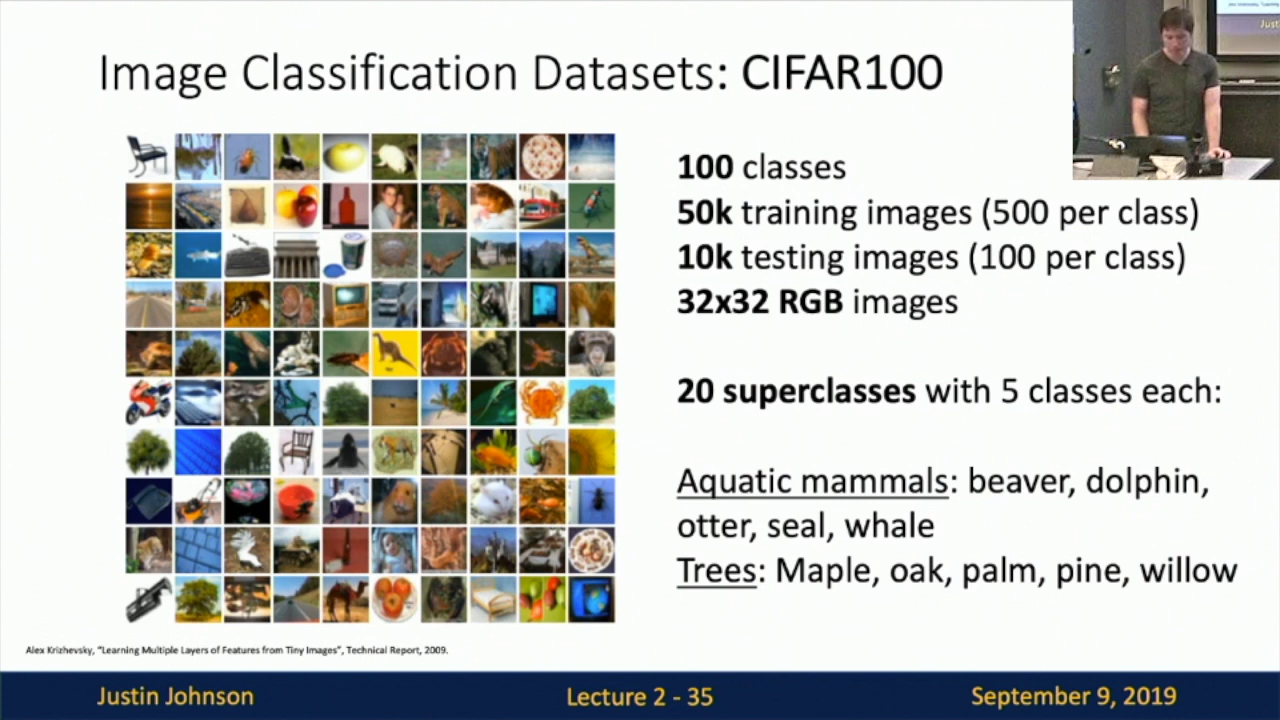 Image Classification Datasets: CIFAR100
100 classes
50k training images (500 per class)
10k testing images (100 per class)
32x32 RGB images
20 superclasses with 5 classes each:
Aquatic mammals: beaver, dolphin,
otter, seal, whale
Trees: Maple, oak, palm, pine, willow
Alex Krizhevsky, "Learning Multiple Layers of Features from Tiny Images", Technical Report, 2009.
Justin Johnson
Lecture 2 - 35
September 9, 2019